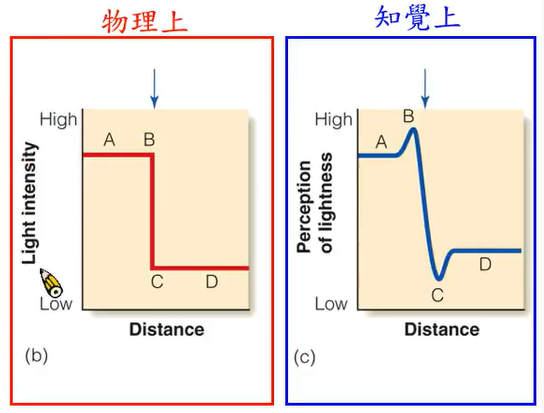 物理上
High
A
B
Light intensity
C
D
Low
Distance
(b)
知覺上
High
B
A
Perception
of lightness
D
C
Low
Distance
(c)